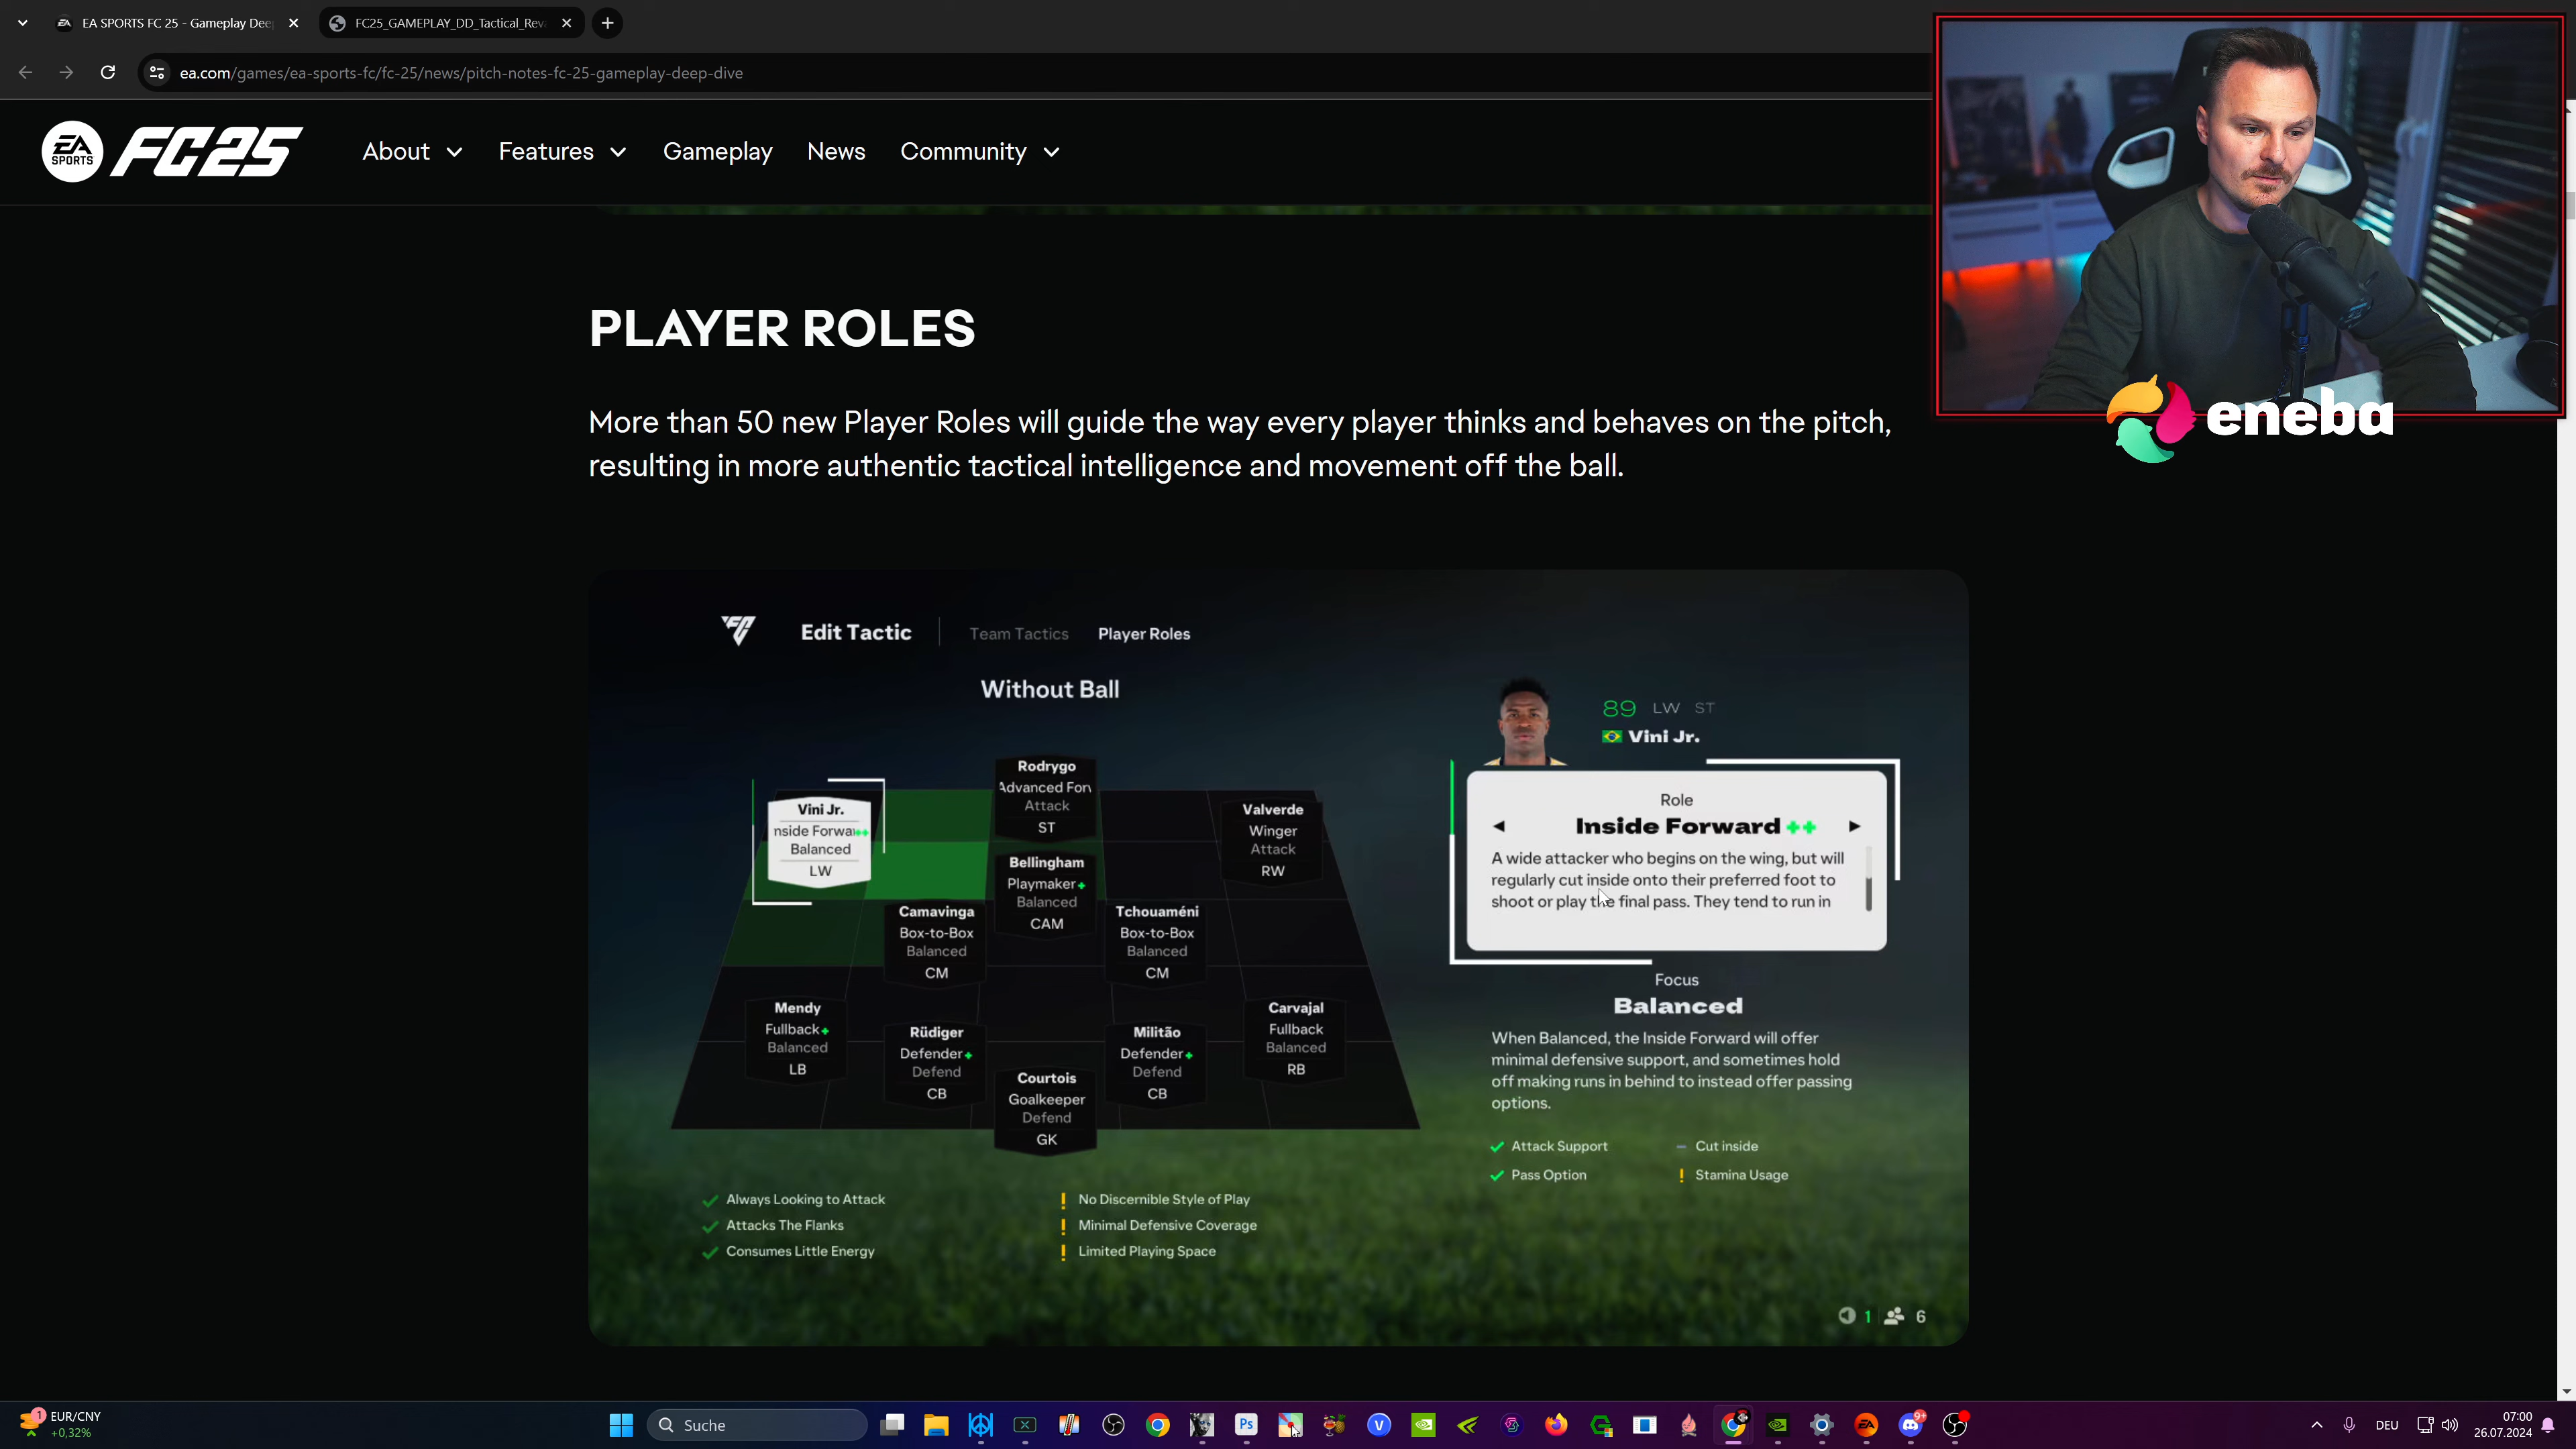 EA SPORTS FC 25 - Gameplay Dee
FC25_GAMEPLAY_DD_Tactical_Rev
ea.com/games/ea-sports-fc/fc-25/news/pitch-notes-fc-25-gameplay-deep-dive
EA SPORTS FC25
About
Features
Gameplay
News
Community
eneba
PLAYER ROLES
More than 50 new Player Roles will guide the way every player thinks and behaves on the pitch,
resulting in more authentic tactical intelligence and movement off the ball.
Edit Tactic
Team Tactics
Player Roles
Without Ball
89 LW ST
Vini Jr.
Role
Inside Forward ++
A wide attacker who begins on the wing, but will
regularly cut inside onto their preferred foot to
shoot or play the final pass. They tend to run in
Focus
Balanced
When Balanced, the Inside Forward will offer
minimal defensive support, and sometimes hold
off making runs in behind to instead offer passing
options.
Attack Support
Cut inside
Pass Option
Stamina Usage
Rodrygo
Advanced Forv
Attack
ST
Vini Jr.
nside Forwa++
Balanced
LW
Valverde
Winger
Attack
RW
Bellingham
Playmaker+
Balanced
CAM
Camavinga
Box-to-Box
Balanced
CM
Tchouaméni
Box-to-Box
Balanced
CM
Mendy
Fullback+
Balanced
LB
Rüdiger
Defender+
Defend
CB
Militão
Defender+
Defend
CB
Carvajal
Fullback
Balanced
RB
Courtois
Goalkeeper
Defend
GK
Always Looking to Attack
Attacks The Flanks
Consumes Little Energy
! No Discernible Style of Play
! Minimal Defensive Coverage
! Limited Playing Space
1
6
1
EUR/CNY
+0,32%
Suche
Ps
V
EA
9+
DEU
07:00
26.07.2024